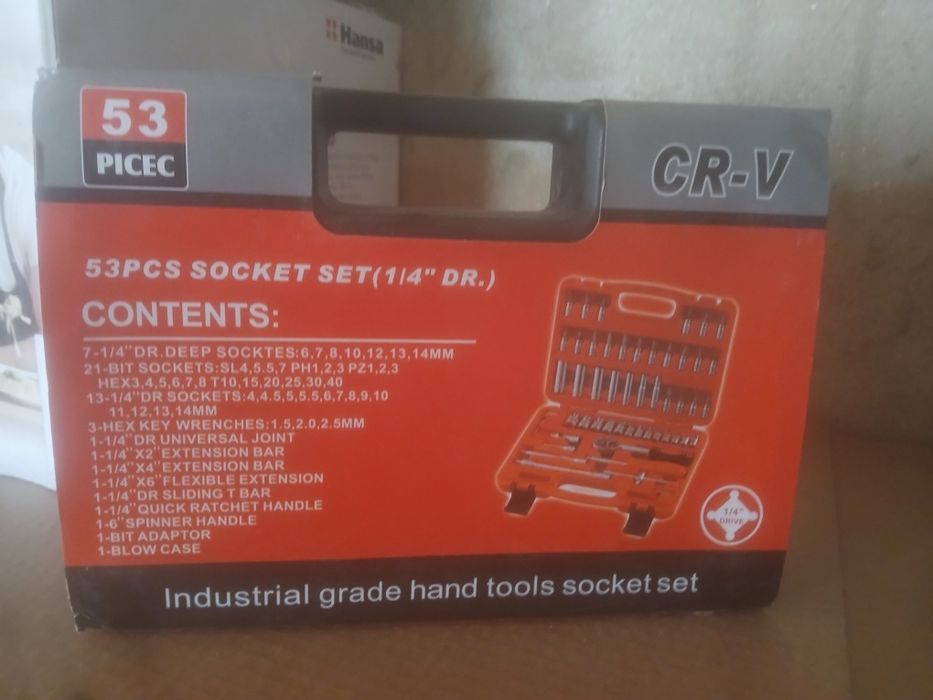 Hansa
53
PICEC
CR-V
53PCS SOCKET SET(1/4" DR.)
CONTENTS:
7-1/4"DR.DEEP SOCKTES:6,7,8,10,12,13,14MM
21-BIT SOCKETS:SL4,5.5,7 PH1,2,3 PZ1,2,3
HEX3,4,5,6,7,8 T10,15,20,25,30,40
13-1/4"DR SOCKETS:4,4.5,5,5.5,6,7,8,9,10
11,12,13,14MM
3-HEX KEY WRENCHES:1.5,2.0,2.5MM
1-1/4"DR UNIVERSAL JOINT
1-1/4"X2"EXTENSION BAR
1-1/4"X4"EXTENSION BAR
1-1/4"X6"FLEXIBLE EXTENSION
1-1/4"DR SLIDING T BAR
1-1/4"QUICK RATCHET HANDLE
1-6"SPINNER HANDLE
1-BIT ADAPTOR
1-BLOW CASE
1/4"
DRIVE
Industrial grade hand tools socket set